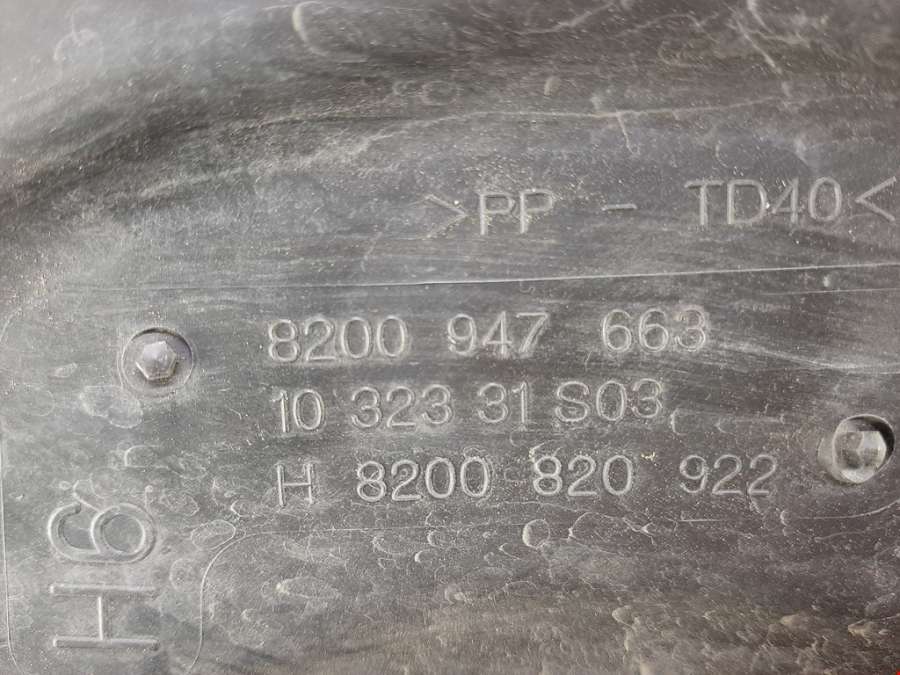 >PP - TD40<
8200 947 663
10 323 31 S03
H 8200 820 922
H6